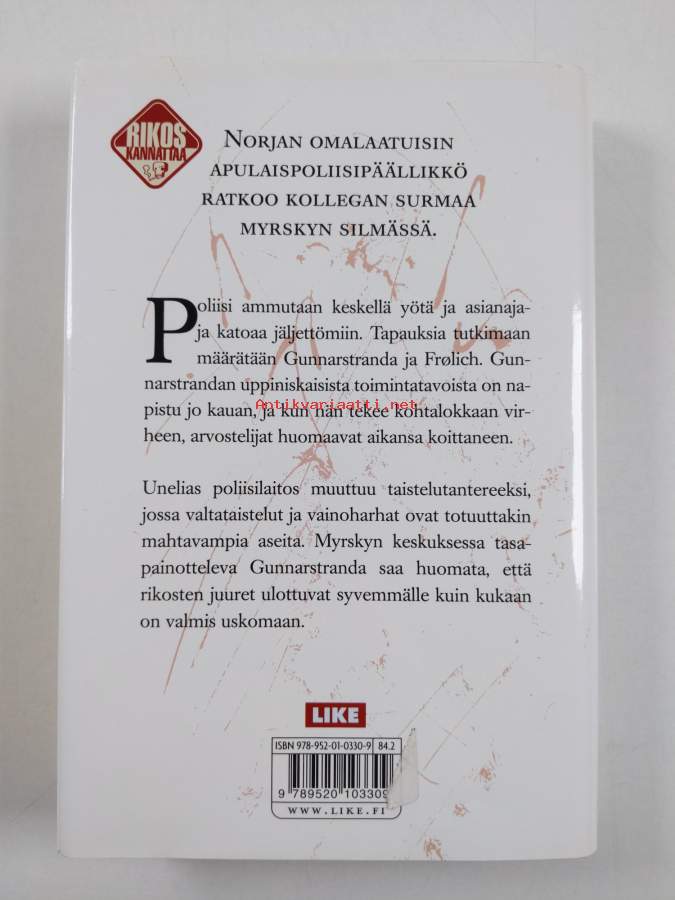 RIKOS
KANNATTAA
NORJAN OMALAATUISIN
APULAISPOLIISIPÄÄLLIKKÖ
RATKOO KOLLEGAN SURMAA
MYRSKYN SILMÄSSÄ.
Poliisi ammutaan keskellä yötä ja asianaja-
ja katoaa jäljettömiin. Tapauksia tutkimaan
määrätään Gunnarstranda ja Frølich. Gun-
narstrandan uppiniskaisista toimintatavoista on na-
pistu jo kauan, ja kun hän tekee kohtalokkaan vir-
Antikvariaatti.net
heen, arvostelijat huomaavat aikansa koittaneen.
Unelias poliisilaitos muuttuu taistelutantereeksi,
jossa valtataistelut ja vainoharhat ovat totuuttakin
mahtavampia aseita. Myrskyn keskuksessa tasa-
painotteleva Gunnarstranda saa huomata, että
rikosten juuret ulottuvat syvemmälle kuin kukaan
on valmis uskomaan.
LIKE
ISBN 978-952-01-0330-9 84.2
9 789520 103309
WWW.LIKE.FI